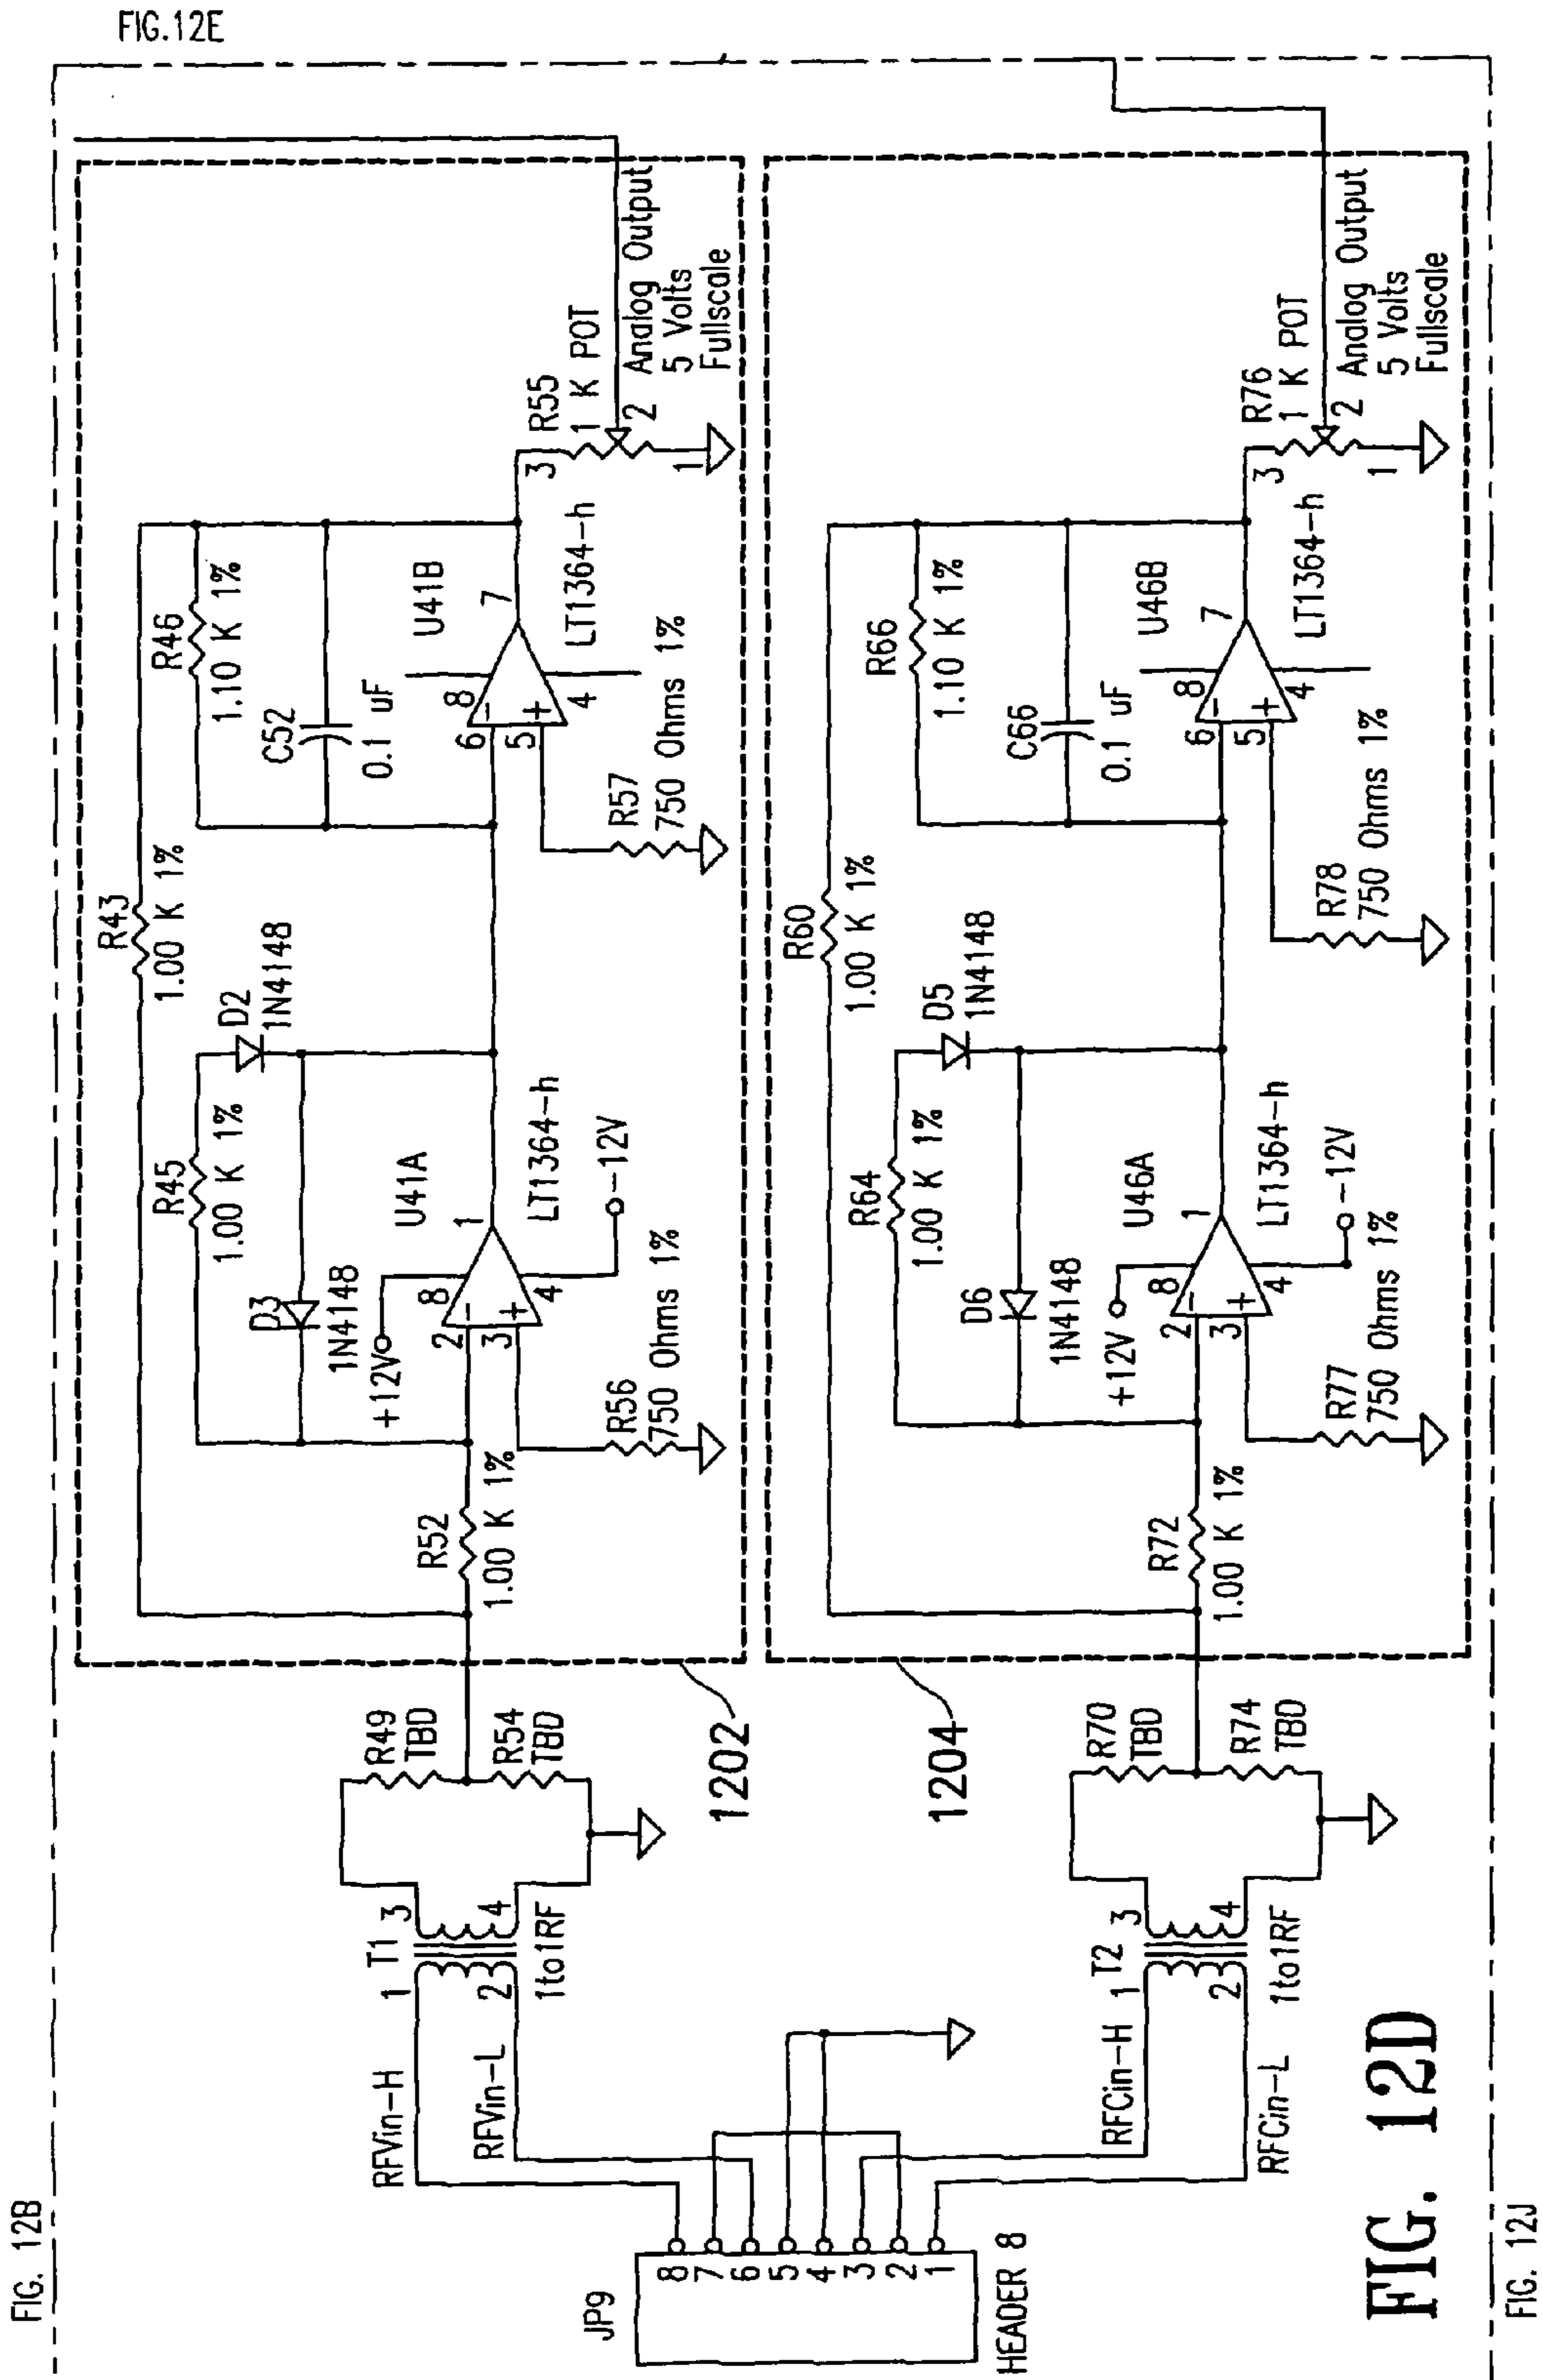 FIG.12E
FIG. 12B
R43
1.00 K 1%
R46
1.10 K 1%
R45
1.00 K 1%
D2
1N4148
C52
0.1 uF
D3
1N4148
+12V
U41A
8
2
3
1
4
LT1364-h
-12V
U41B
8
6
5
7
4
LT1364-h
R55
1 K POT
3
2
1
Analog Output
5 Volts
Fullscale
R52
1.00 K 1%
R56
750 Ohms 1%
R57
750 Ohms 1%
R49
TBD
R54
TBD
T1
1
2
3
4
1to1RF
RFVin-H
RFVin-L
1202
JP9
8
7
6
5
4
3
2
1
HEADER 8
1204
R60
1.00 K 1%
R66
1.10 K 1%
R64
1.00 K 1%
D5
1N4148
C66
0.1 uF
D6
1N4148
+12V
U46A
8
2
3
1
4
LT1364-h
-12V
U46B
8
6
5
7
4
LT1364-h
R76
1 K POT
3
2
1
Analog Output
5 Volts
Fullscale
R72
1.00 K 1%
R77
750 Ohms 1%
R78
750 Ohms 1%
R70
TBD
R74
TBD
T2
1
2
3
4
1to1RF
RFCin-H
RFCin-L
FIG. 12D
FIG. 12J